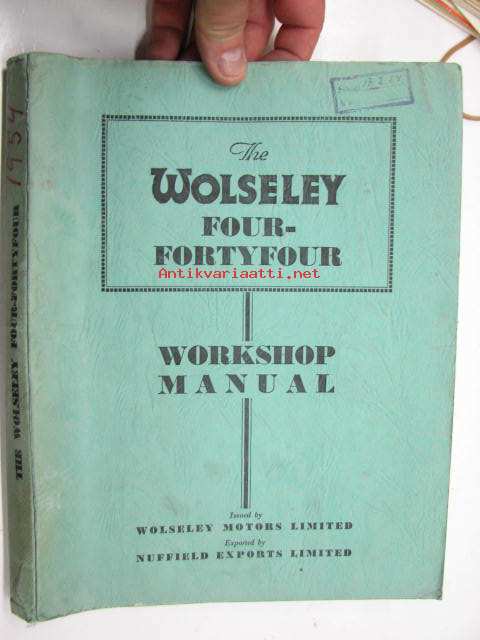 The
WOLSELEY
FOUR-
FORTYFOUR
Antikvariaatti.net
WORKSHOP
MANUAL
Issued by
WOLSELEY MOTORS LIMITED
Exported by
NUFFIELD EXPORTS LIMITED
THE WOLSELEY FOUR-FORTYFOUR
1954